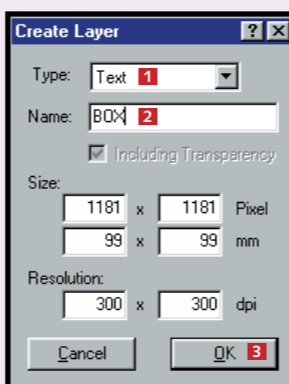 Create Layer ? X
Type: Text 1
Name: BOX 2
Including Transparency
Size:
1181 x 1181 Pixel
99 x 99 mm
Resolution:
300 x 300 dpi
Cancel OK 3